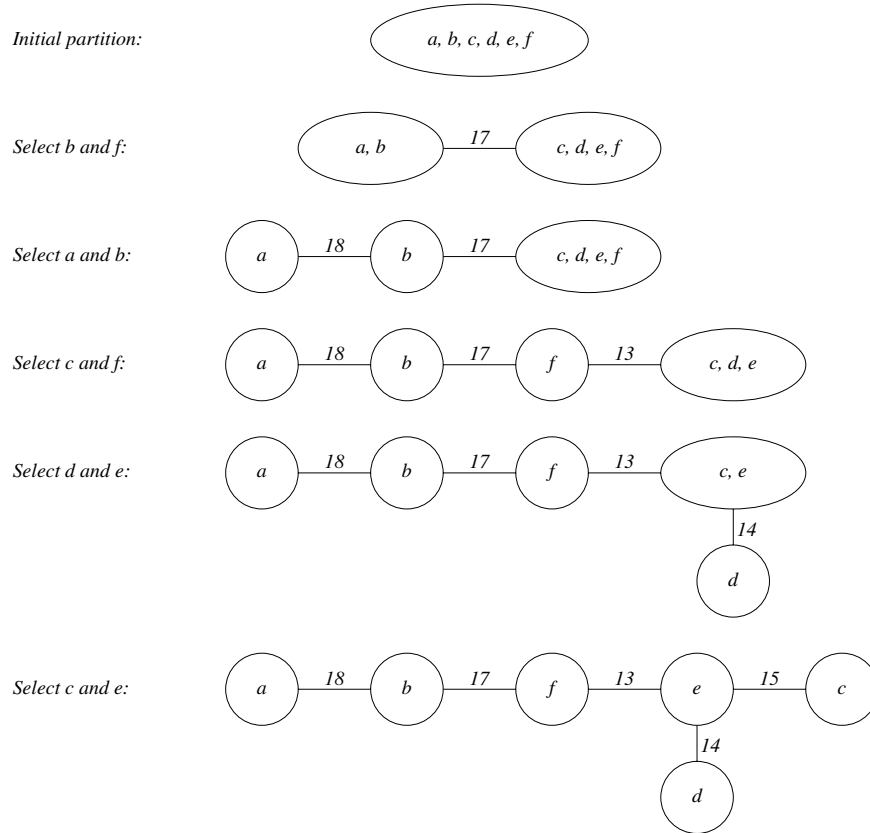 Initial partition: a, b, c, d, e, f
Select b and f: a, b 17 c, d, e, f
Select a and b: a 18 b 17 c, d, e, f
Select c and f: a 18 b 17 f 13 c, d, e
Select d and e: a 18 b 17 f 13 c, e
14
d
Select c and e: a 18 b 17 f 13 e 15 c
14
d